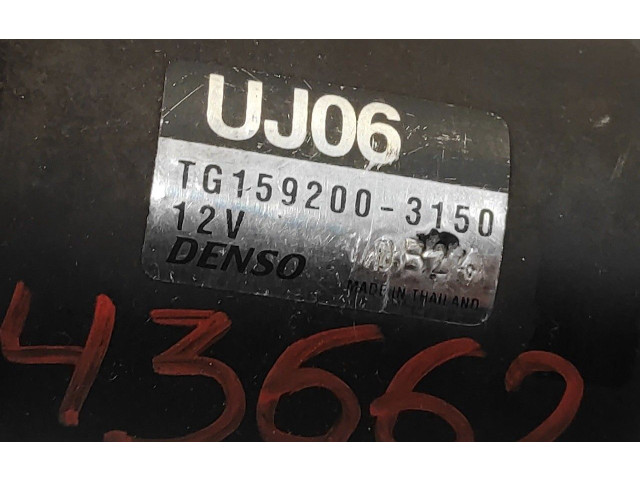 UJ06
TG159200-3150
12V
DENSO
MADE IN THAILAND
43662